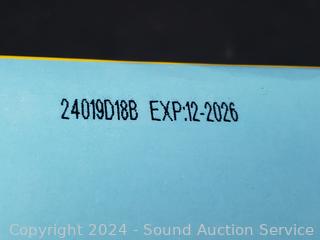 24019D18B EXP:12-2026
Copyright 2024 - Sound Auction Service